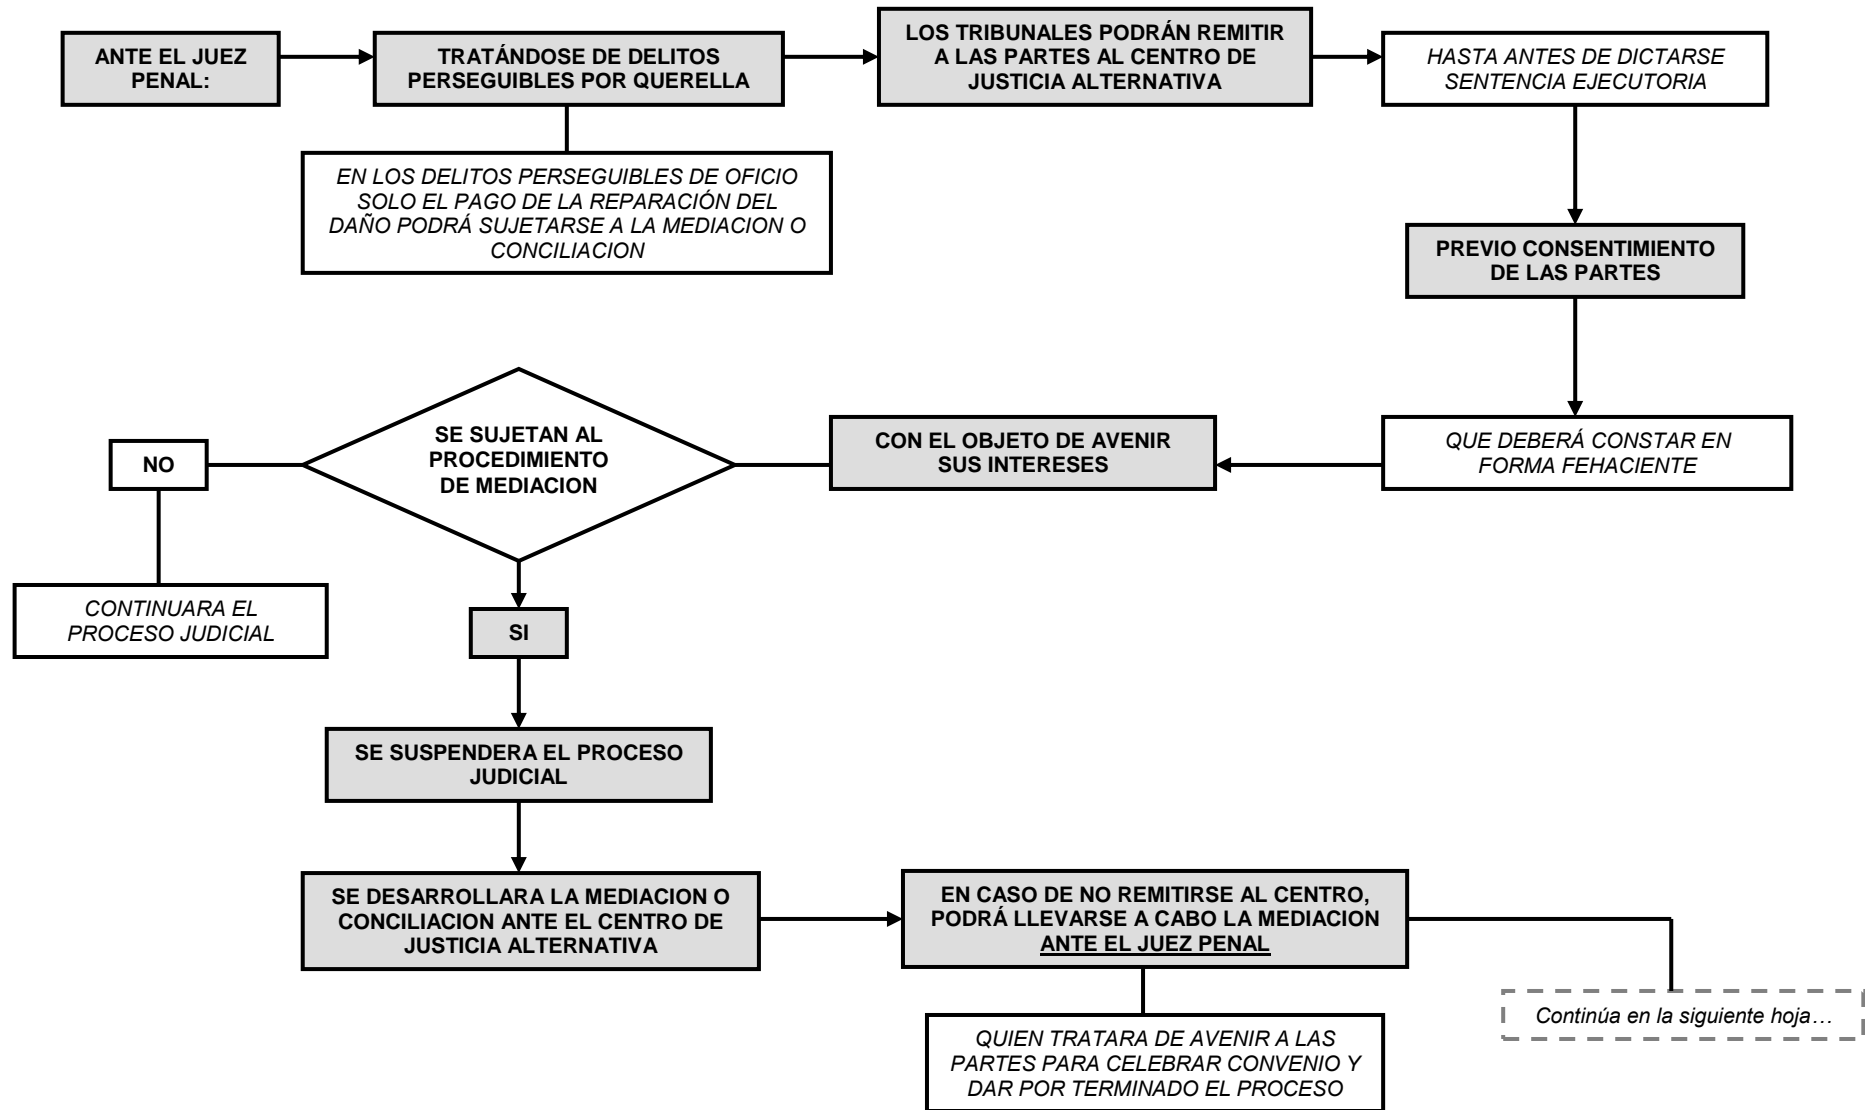 ANTE EL JUEZ
PENAL:
TRATÁNDOSE DE DELITOS
PERSEGUIBLES POR QUERELLA
LOS TRIBUNALES PODRÁN REMITIR
A LAS PARTES AL CENTRO DE
JUSTICIA ALTERNATIVA
HASTA ANTES DE DICTARSE
SENTENCIA EJECUTORIA
EN LOS DELITOS PERSEGUIBLES DE OFICIO
SOLO EL PAGO DE LA REPARACIÓN DEL
DAÑO PODRÁ SUJETARSE A LA MEDIACION O
CONCILIACION
PREVIO CONSENTIMIENTO
DE LAS PARTES
QUE DEBERÁ CONSTAR EN
FORMA FEHACIENTE
CON EL OBJETO DE AVENIR
SUS INTERESES
SE SUJETAN AL
PROCEDIMIENTO
DE MEDIACION
NO
CONTINUARA EL
PROCESO JUDICIAL
SI
SE SUSPENDERA EL PROCESO
JUDICIAL
SE DESARROLLARA LA MEDIACION O
CONCILIACION ANTE EL CENTRO DE
JUSTICIA ALTERNATIVA
EN CASO DE NO REMITIRSE AL CENTRO,
PODRÁ LLEVARSE A CABO LA MEDIACION
ANTE EL JUEZ PENAL
QUIEN TRATARA DE AVENIR A LAS
PARTES PARA CELEBRAR CONVENIO Y
DAR POR TERMINADO EL PROCESO
Continúa en la siguiente hoja…